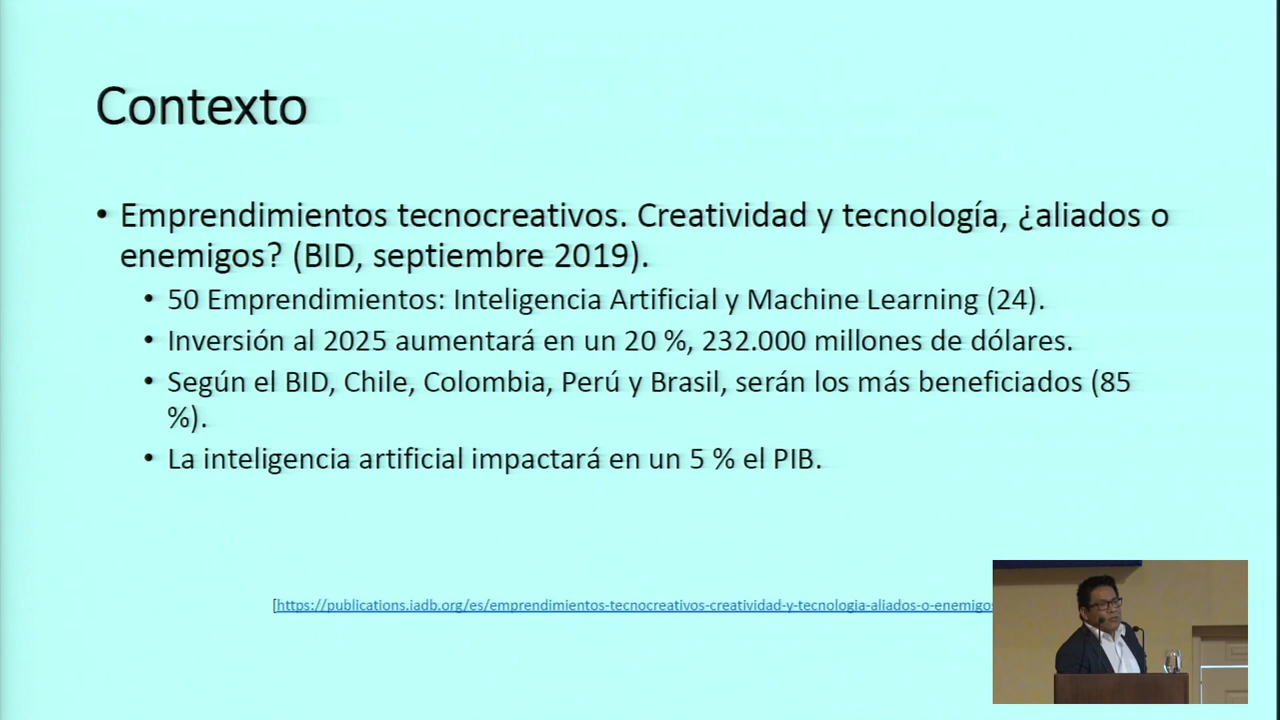 Contexto
• Emprendimientos tecnocreativos. Creatividad y tecnología, ¿aliados o
enemigos? (BID, septiembre 2019).
• 50 Emprendimientos: Inteligencia Artificial y Machine Learning (24).
• Inversión al 2025 aumentará en un 20 %, 232.000 millones de dólares.
• Según el BID, Chile, Colombia, Perú y Brasil, serán los más beneficiados (85
%).
• La inteligencia artificial impactará en un 5 % el PIB.
[https://publications.iadb.org/es/emprendimientos-tecnocreativos-creatividad-y-tecnologia-aliados-o-enemigos